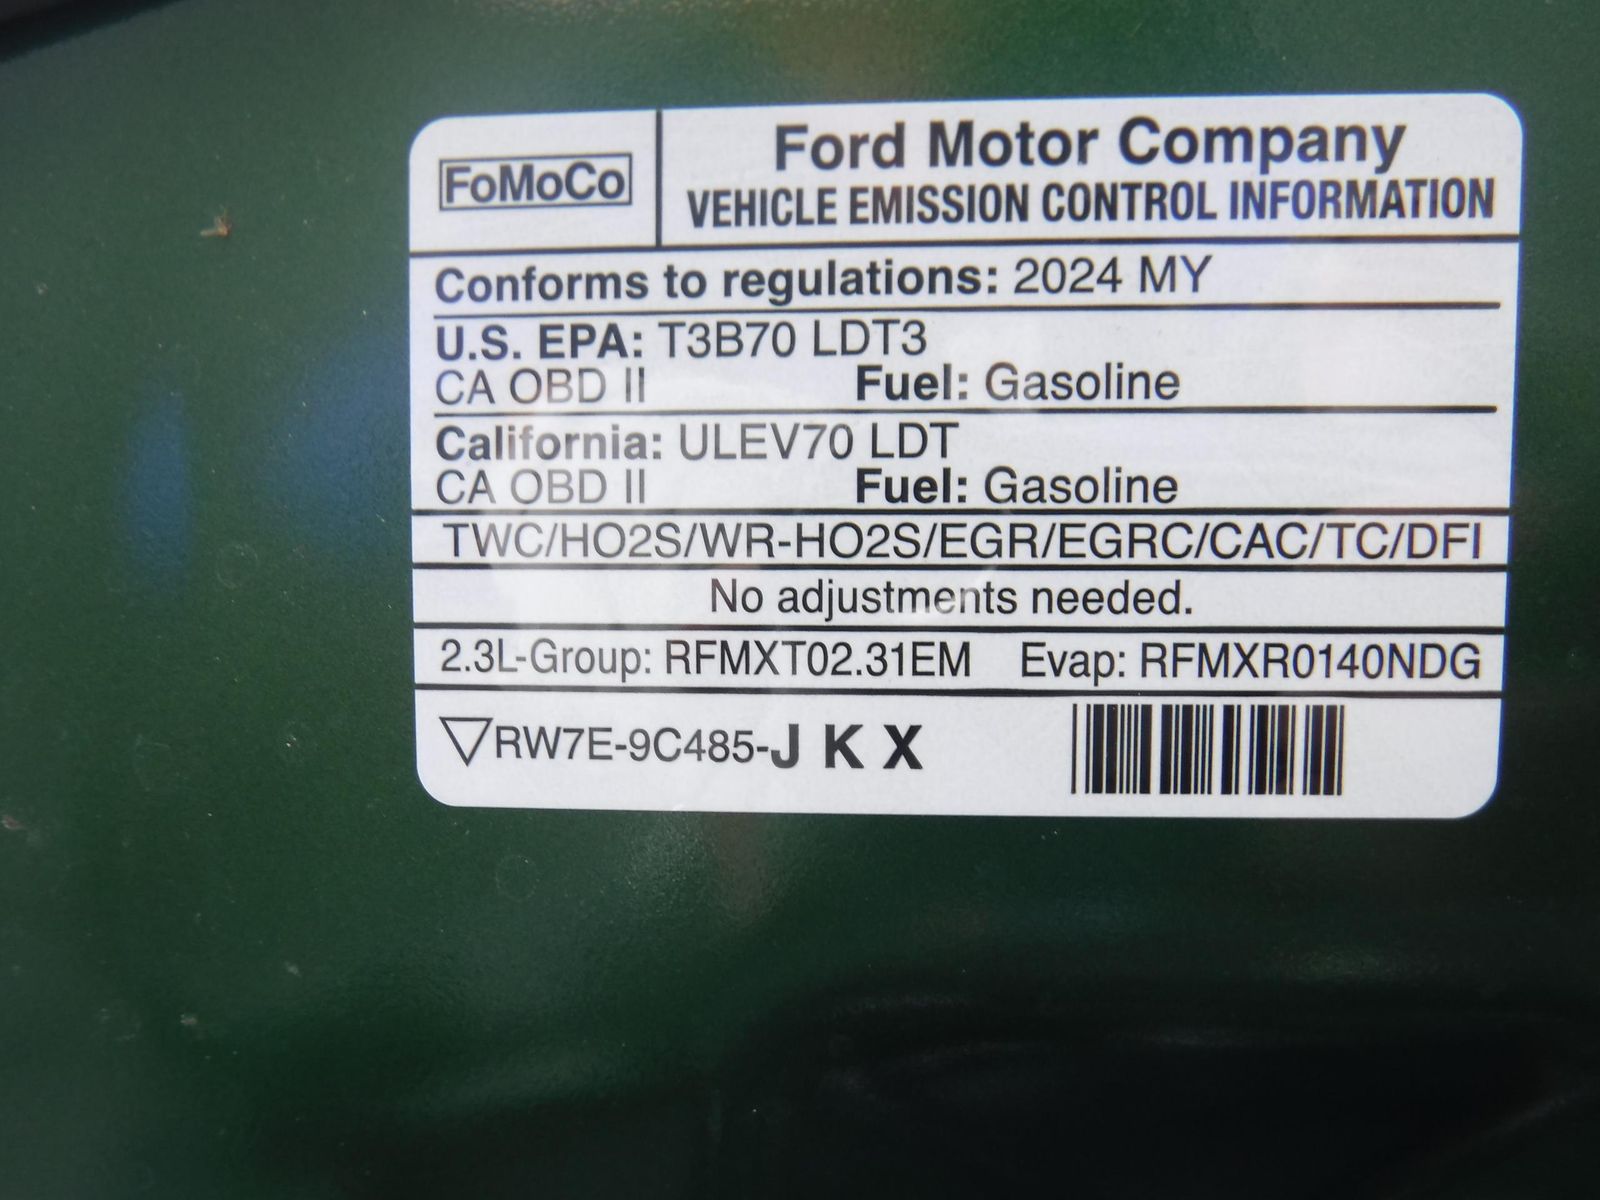 FoMoCo
Ford Motor Company
VEHICLE EMISSION CONTROL INFORMATION
Conforms to regulations: 2024 MY
U.S. EPA: T3B70 LDT3
CA OBD II Fuel: Gasoline
California: ULEV70 LDT
CA OBD II Fuel: Gasoline
TWC/HO2S/WR-HO2S/EGR/EGRC/CAC/TC/DFI
No adjustments needed.
2.3L-Group: RFMXT02.31EM Evap: RFMXR0140NDG
RW7E-9C485-J K X